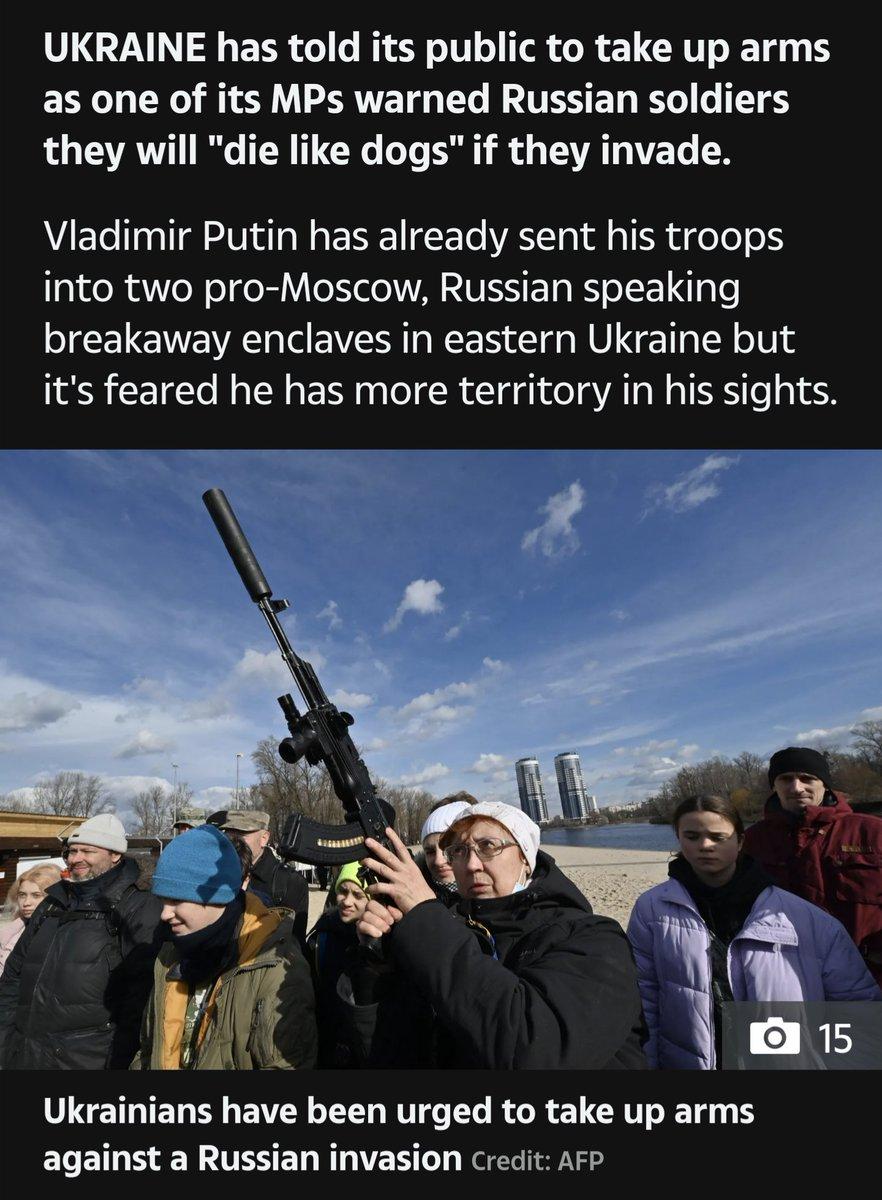 UKRAINE has told its public to take up arms
as one of its MPs warned Russian soldiers
they will "die like dogs" if they invade.
Vladimir Putin has already sent his troops
into two pro-Moscow, Russian speaking
breakaway enclaves in eastern Ukraine but
it's feared he has more territory in his sights.
15
Ukrainians have been urged to take up arms
against a Russian invasion Credit: AFP